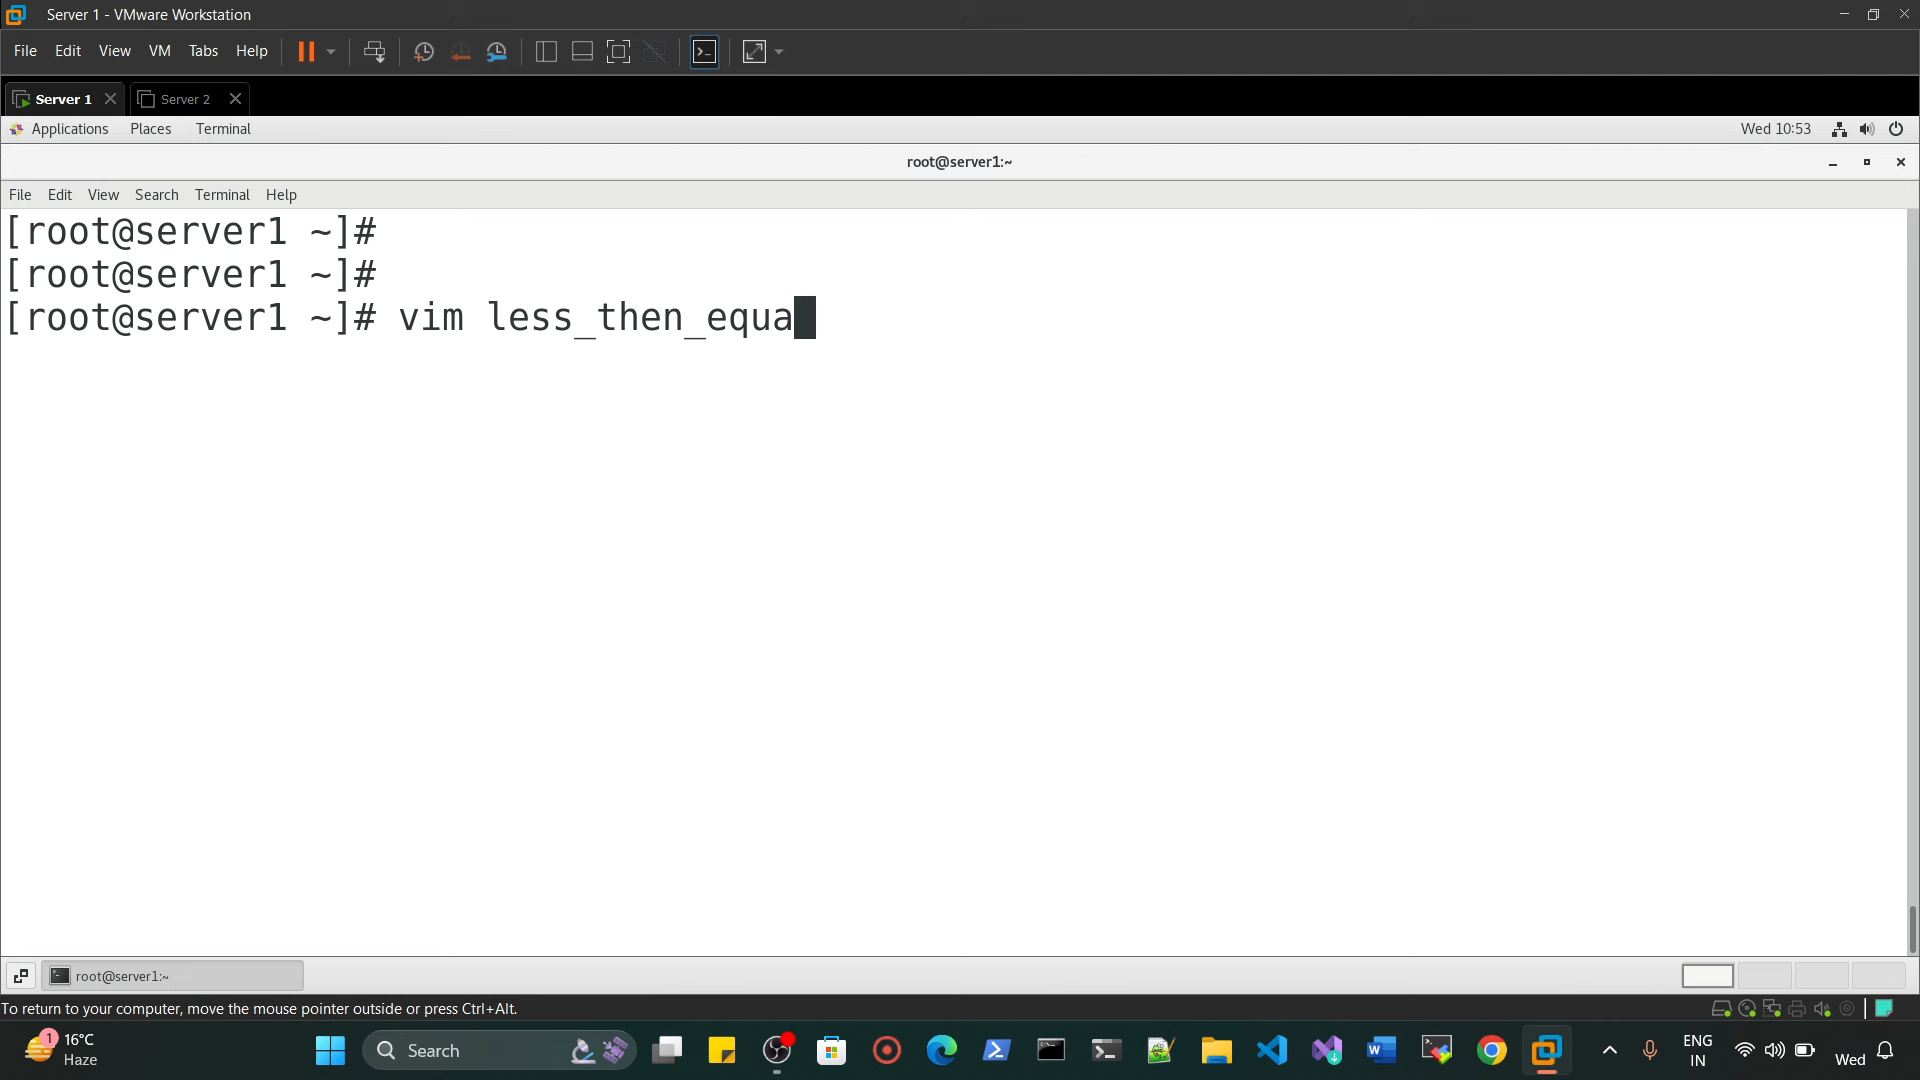 Server 1 - VMware Workstation
File Edit View VM Tabs Help
Server 1 Server 2
Applications Places Terminal Wed 10:53
root@server1:~
File Edit View Search Terminal Help
[root@server1 ~]#
[root@server1 ~]#
[root@server1 ~]# vim less_then_equa
root@server1:~
To return to your computer, move the mouse pointer outside or press Ctrl+Alt.
1 16°C
Haze
Search
ENG
IN
Wed